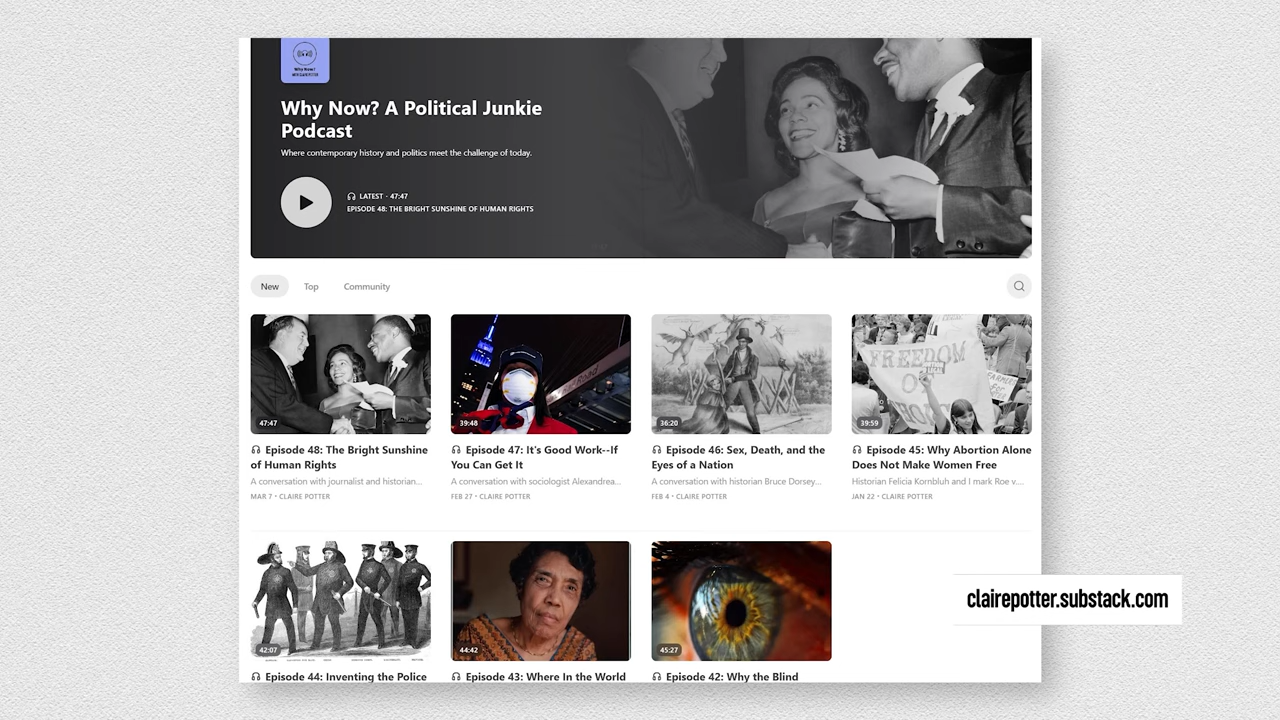 Why Now?
Why Now? A Political Junkie
Podcast
Where contemporary history and politics meet the challenge of today.
LATEST · 47:47
EPISODE 48: THE BRIGHT SUNSHINE OF HUMAN RIGHTS
New Top Community
47:47
39:48
36:20
FREEDOM
OF
39:59
Episode 48: The Bright Sunshine
of Human Rights
A conversation with journalist and historian...
MAR 7 • CLAIRE POTTER
Episode 47: It's Good Work--If
You Can Get It
A conversation with sociologist Alexandrea...
FEB 27 • CLAIRE POTTER
Episode 46: Sex, Death, and the
Eyes of a Nation
A conversation with historian Bruce Dorsey...
FEB 4 • CLAIRE POTTER
Episode 45: Why Abortion Alone
Does Not Make Women Free
Historian Felicia Kornbluh and I mark Roe v....
JAN 22 • CLAIRE POTTER
42:07
44:42
45:27
clairepotter.substack.com
Episode 44: Inventing the Police
Episode 43: Where In the World
Episode 42: Why the Blind